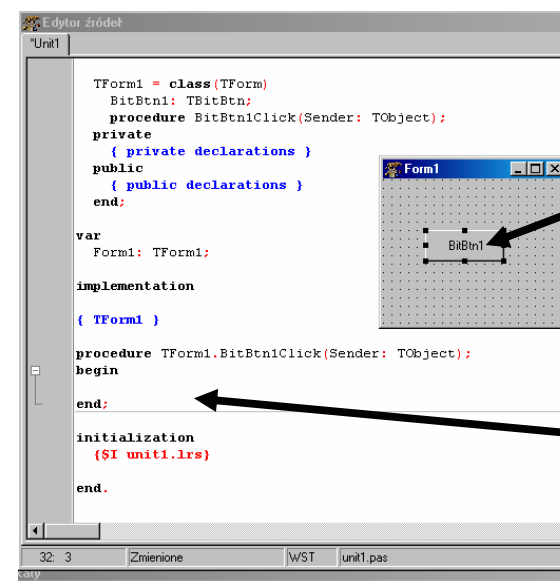 Edytor źródeł
*Unit1
TForm1 = class(TForm)
BitBtn1: TBitBtn;
procedure BitBtn1Click(Sender: TObject);
private
{ private declarations }
public
{ public declarations }
end;
Form1
BitBtn1
var
Form1: TForm1;
implementation
{ TForm1 }
procedure TForm1.BitBtn1Click(Sender: TObject);
begin
end;
initialization
{$I unit1.lrs}
end.
32: 3 Zmienione WST unit1.pas